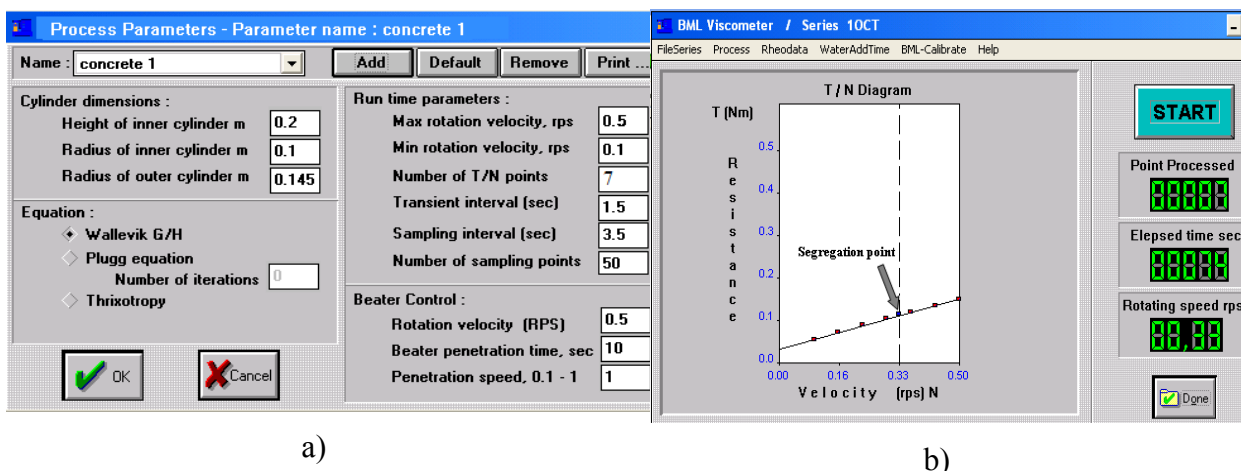 Process Parameters - Parameter name : concrete 1
Name : concrete 1 Add Default Remove Print ...
Cylinder dimensions :
Height of inner cylinder m 0.2
Radius of inner cylinder m 0.1
Radius of outer cylinder m 0.145
Equation :
Wallevik G/H
Plugg equation
Number of iterations 0
Thrixotropy
OK Cancel
Run time parameters :
Max rotation velocity, rps 0.5
Min rotation velocity, rps 0.1
Number of T/N points 7
Transient interval (sec) 1.5
Sampling interval (sec) 3.5
Number of sampling points 50
Beater Control :
Rotation velocity (RPS) 0.5
Beater penetration time, sec 10
Penetration speed, 0.1 - 1 1
a)
BML Viscometer / Series 10CT
FileSeries Process Rheodata WaterAddTime BML-Calibrate Help
T / N Diagram
T (Nm)
Resistance
0.5
0.4
0.3
0.2
0.1
0.0
Segregation point
0.00 0.16 0.33 0.50
Velocity (rps) N
START
Point Processed
Elepsed time sec
Rotating speed rps
Done
b)